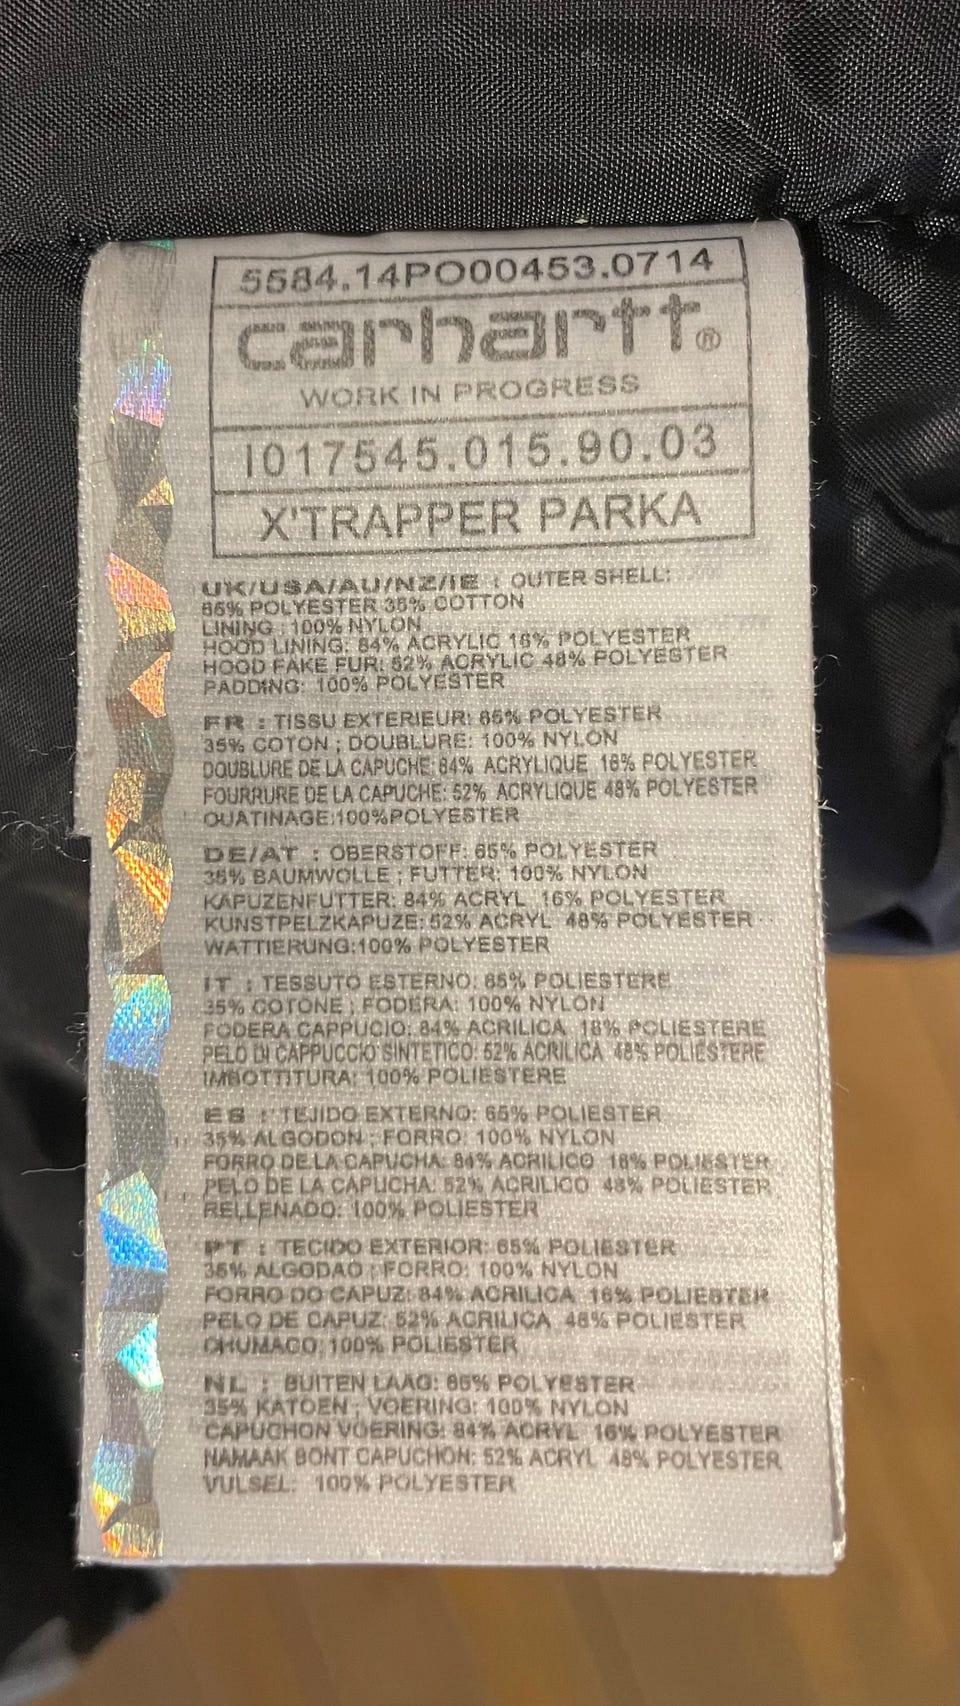 5584.14PO00453.0714
carhartt®
WORK IN PROGRESS
I017545.015.90.03
X'TRAPPER PARKA
UK/USA/AU/NZ/IE : OUTER SHELL:
65% POLYESTER 35% COTTON
LINING : 100% NYLON
HOOD LINING: 84% ACRYLIC 16% POLYESTER
HOOD FAKE FUR: 52% ACRYLIC 48% POLYESTER
PADDING: 100% POLYESTER
FR : TISSU EXTERIEUR: 65% POLYESTER
35% COTON ; DOUBLURE: 100% NYLON
DOUBLURE DE LA CAPUCHE: 84% ACRYLIQUE 16% POLYESTER
FOURRURE DE LA CAPUCHE: 52% ACRYLIQUE 48% POLYESTER
OUATINAGE:100%POLYESTER
DE/AT : OBERSTOFF: 65% POLYESTER
35% BAUMWOLLE ; FUTTER: 100% NYLON
KAPUZENFUTTER: 84% ACRYL 16% POLYESTER
KUNSTPELZKAPUZE: 52% ACRYL 48% POLYESTER
WATTIERUNG:100% POLYESTER
IT : TESSUTO ESTERNO: 65% POLIESTERE
35% COTONE ; FODERA: 100% NYLON
FODERA CAPPUCIO: 84% ACRILICA 16% POLIESTERE
PELO DI CAPPUCCIO SINTETICO: 52% ACRILICA 48% POLIESTERE
IMBOTTITURA: 100% POLIESTERE
ES : TEJIDO EXTERNO: 65% POLIESTER
35% ALGODON ; FORRO: 100% NYLON
FORRO DE LA CAPUCHA: 84% ACRILICO 16% POLIESTER
PELO DE LA CAPUCHA: 52% ACRILICO 48% POLIESTER
RELLENADO: 100% POLIESTER
PT : TECIDO EXTERIOR: 65% POLIESTER
35% ALGODAO ; FORRO: 100% NYLON
FORRO DO CAPUZ: 84% ACRILICA 16% POLIESTER
PELO DE CAPUZ: 52% ACRILICA 48% POLIESTER
CHUMACO: 100% POLIESTER
NL : BUITEN LAAG: 65% POLYESTER
35% KATOEN ; VOERING: 100% NYLON
CAPUCHON VOERING: 84% ACRYL 16% POLYESTER
NAMAAK BONT CAPUCHON: 52% ACRYL 48% POLYESTER
VULSEL: 100% POLYESTER